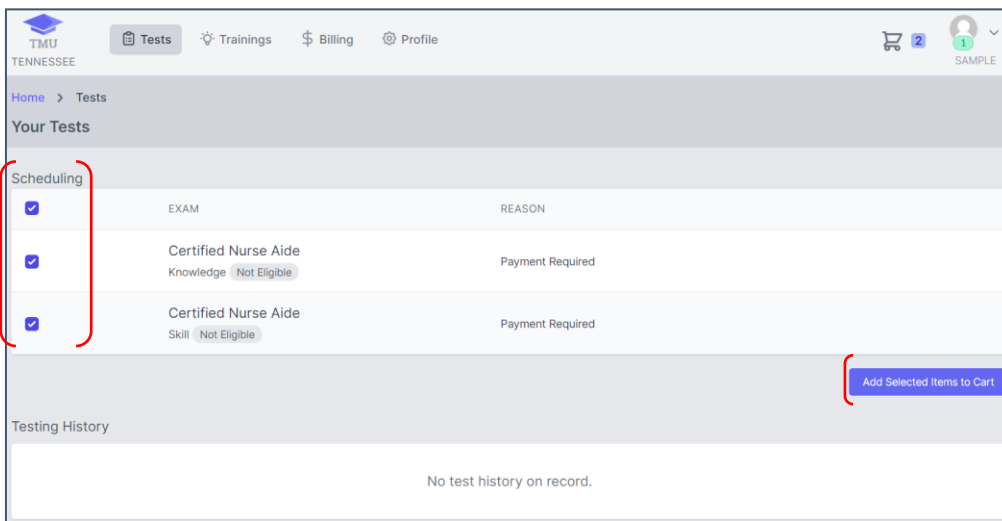 TMU
TENNESSEE
Tests Trainings $ Billing Profile
2
1
SAMPLE
Home > Tests
Your Tests
Scheduling
EXAM REASON
Certified Nurse Aide
Knowledge Not Eligible
Payment Required
Certified Nurse Aide
Skill Not Eligible
Payment Required
Add Selected Items to Cart
Testing History
No test history on record.